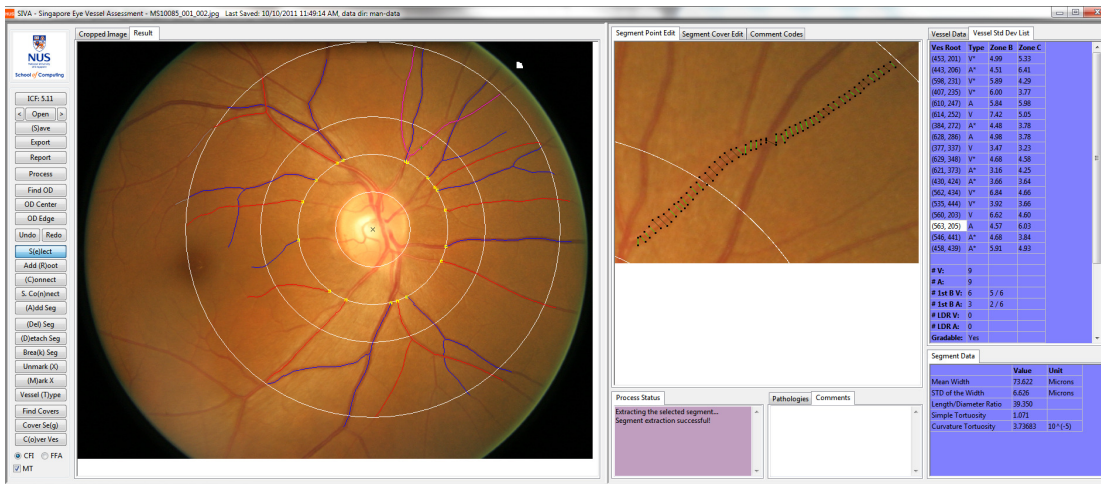 SIVA - Singapore Eye Vessel Assessment - MS10085_001_002.jpg Last Saved: 10/10/2011 11:49:14 AM, data dir: man-data
NUS
School of Computing
ICF: 5.11
< Open >
(S)ave
Export
Report
Process
Find OD
OD Center
OD Edge
Undo Redo
S(e)lect
Add (R)oot
(C)onnect
S. Co(n)nect
(A)dd Seg
(Del) Seg
(D)etach Seg
Brea(k) Seg
Unmark (X)
(M)ark X
Vessel (T)ype
Find Covers
Cover Se(g)
C(o)ver Ves
CFI FFA
MT
Cropped Image Result
Segment Point Edit Segment Cover Edit Comment Codes
Process Status
Extracting the selected segment...
Segment extraction successful!
Pathologies Comments
Vessel Data Vessel Std Dev List
Ves Root Type Zone B Zone C
(453, 201) V* 4.99 5.33
(443, 206) A* 4.51 6.41
(598, 231) V* 5.89 4.29
(407, 235) V* 6.00 3.77
(610, 247) A 5.84 5.98
(614, 252) V 7.42 5.05
(384, 272) A* 4.48 3.78
(628, 286) A 4.98 3.78
(377, 337) V 3.47 3.23
(629, 348) V* 4.68 4.58
(621, 373) A* 3.16 4.25
(430, 424) A* 3.66 3.64
(562, 434) V* 6.84 4.66
(535, 444) V* 3.92 3.66
(560, 203) V 6.62 4.60
(563, 205) A 4.57 6.03
(546, 441) A* 4.68 3.84
(458, 439) A* 5.91 4.93
# V: 9
# A: 9
# 1st B V: 6 5 / 6
# 1st B A: 3 2 / 6
# LDR V: 0
# LDR A: 0
Gradable: Yes
Segment Data
Value Unit
Mean Width 73.622 Microns
STD of the Width 6.626 Microns
Length/Diameter Ratio 39.350
Simple Tortuosity 1.071
Curvature Tortuosity 3.73683 10^(-5)